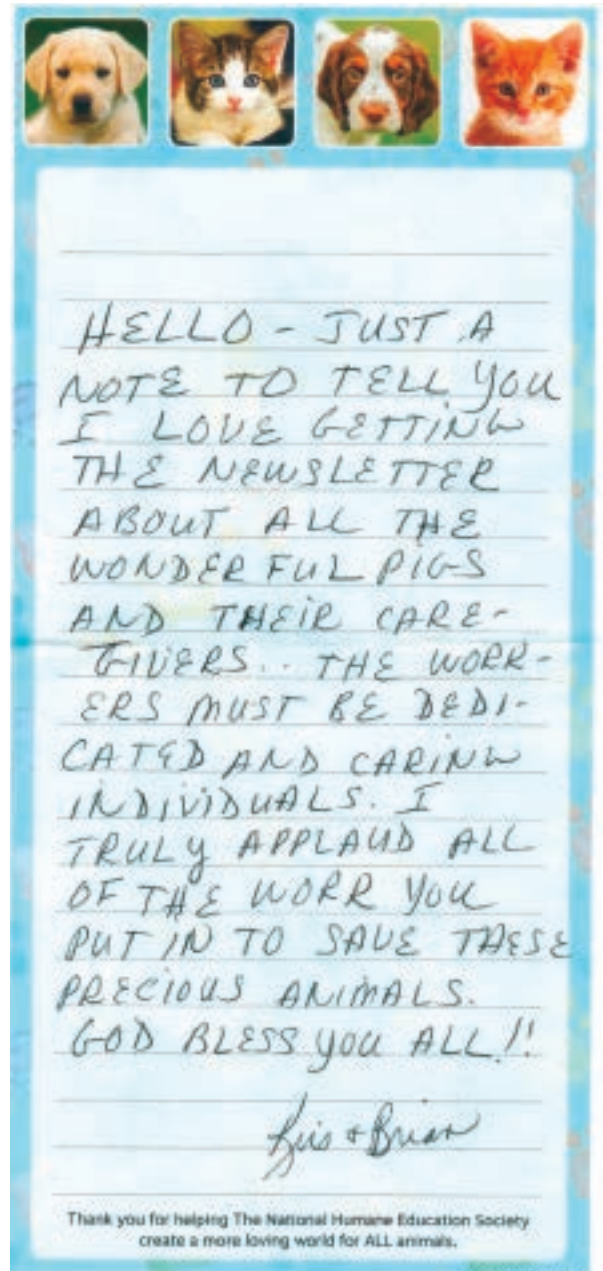 HELLO - JUST A
NOTE TO TELL YOU
I LOVE GETTING
THE NEWSLETTER
ABOUT ALL THE
WONDERFUL PIGS
AND THEIR CARE-
GIVERS.. THE WORK-
ERS MUST BE DEDI-
CATED AND CARING
INDIVIDUALS. I
TRULY APPLAUD ALL
OF THE WORK YOU
PUT IN TO SAVE THESE
PRECIOUS ANIMALS.
GOD BLESS YOU ALL!!
+ Brian
Thank you for helping The National Humane Education Society
create a more loving world for ALL animals.